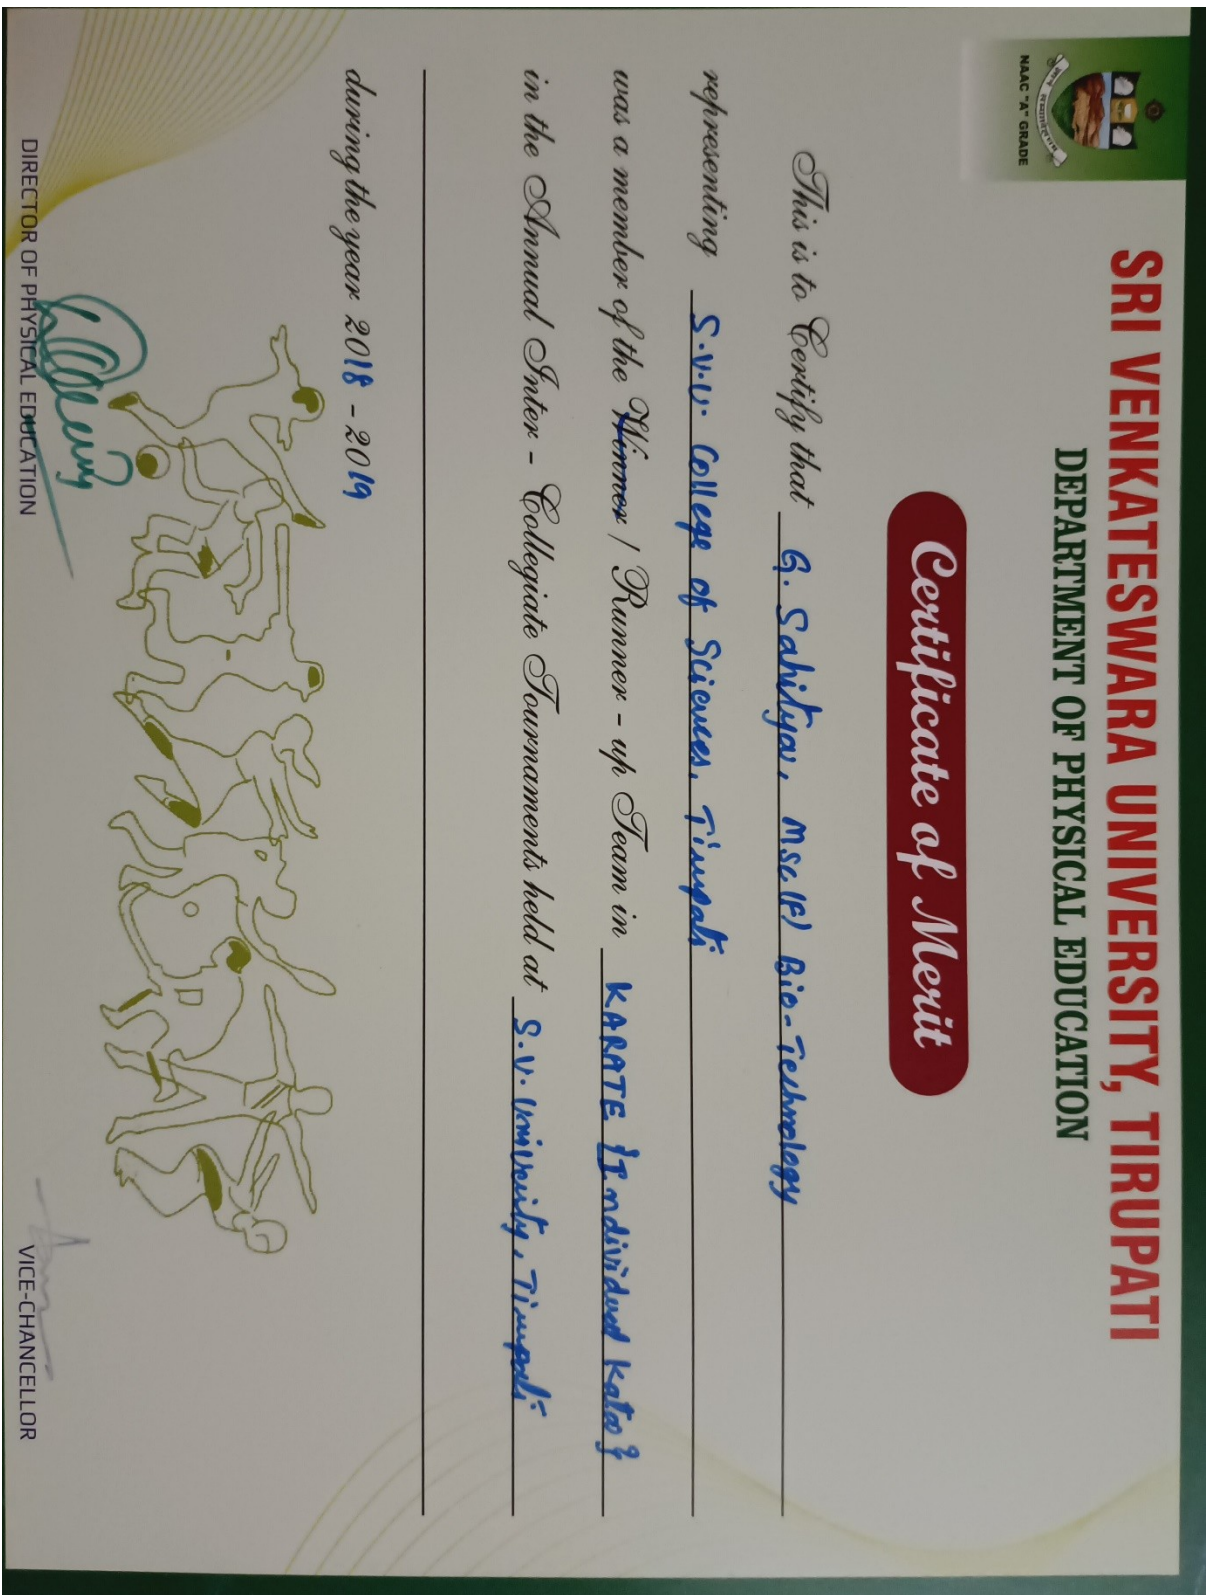 SRI VENKATESWARA UNIVERSITY, TIRUPATI
DEPARTMENT OF PHYSICAL EDUCATION
NAAC "A" GRADE
Certificate of Merit
This is to Certify that G. Sahitya, Msc (F) Bio-Technology
representing S.V.U. College of Sciences, Tirupati
was a member of the Winner / Runner - up Team in KARATE {Individual Kata}
in the Annual Inter - Collegiate Tournaments held at S.V. University, Tirupati
during the year 2018 - 2019
DIRECTOR OF PHYSICAL EDUCATION
VICE-CHANCELLOR